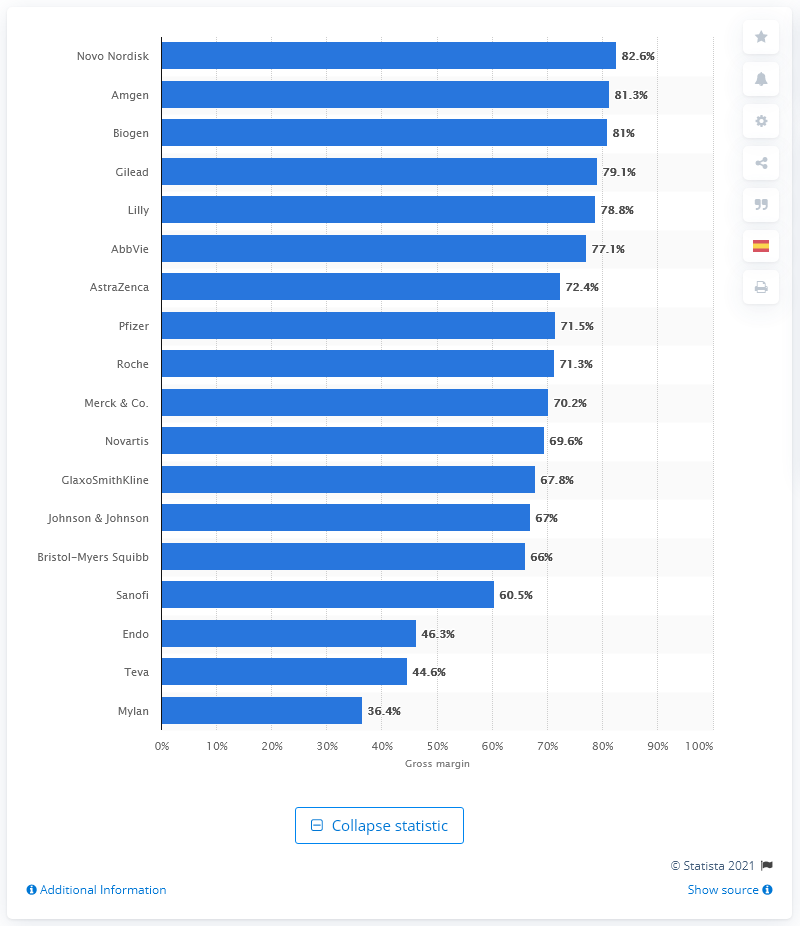 Novo Nordisk 82.6%
Amgen 81.3%
Biogen 81%
Gilead 79.1%
Lilly 78.8%
AbbVie 77.1%
AstraZenca 72.4%
Pfizer 71.5%
Roche 71.3%
Merck & Co. 70.2%
Novartis 69.6%
GlaxoSmithKline 67.8%
Johnson & Johnson 67%
Bristol-Myers Squibb 66%
Sanofi 60.5%
Endo 46.3%
Teva 44.6%
Mylan 36.4%
0% 10% 20% 30% 40% 50% 60% 70% 80% 90% 100%
Gross margin
Collapse statistic
© Statista 2021
Additional Information
Show source